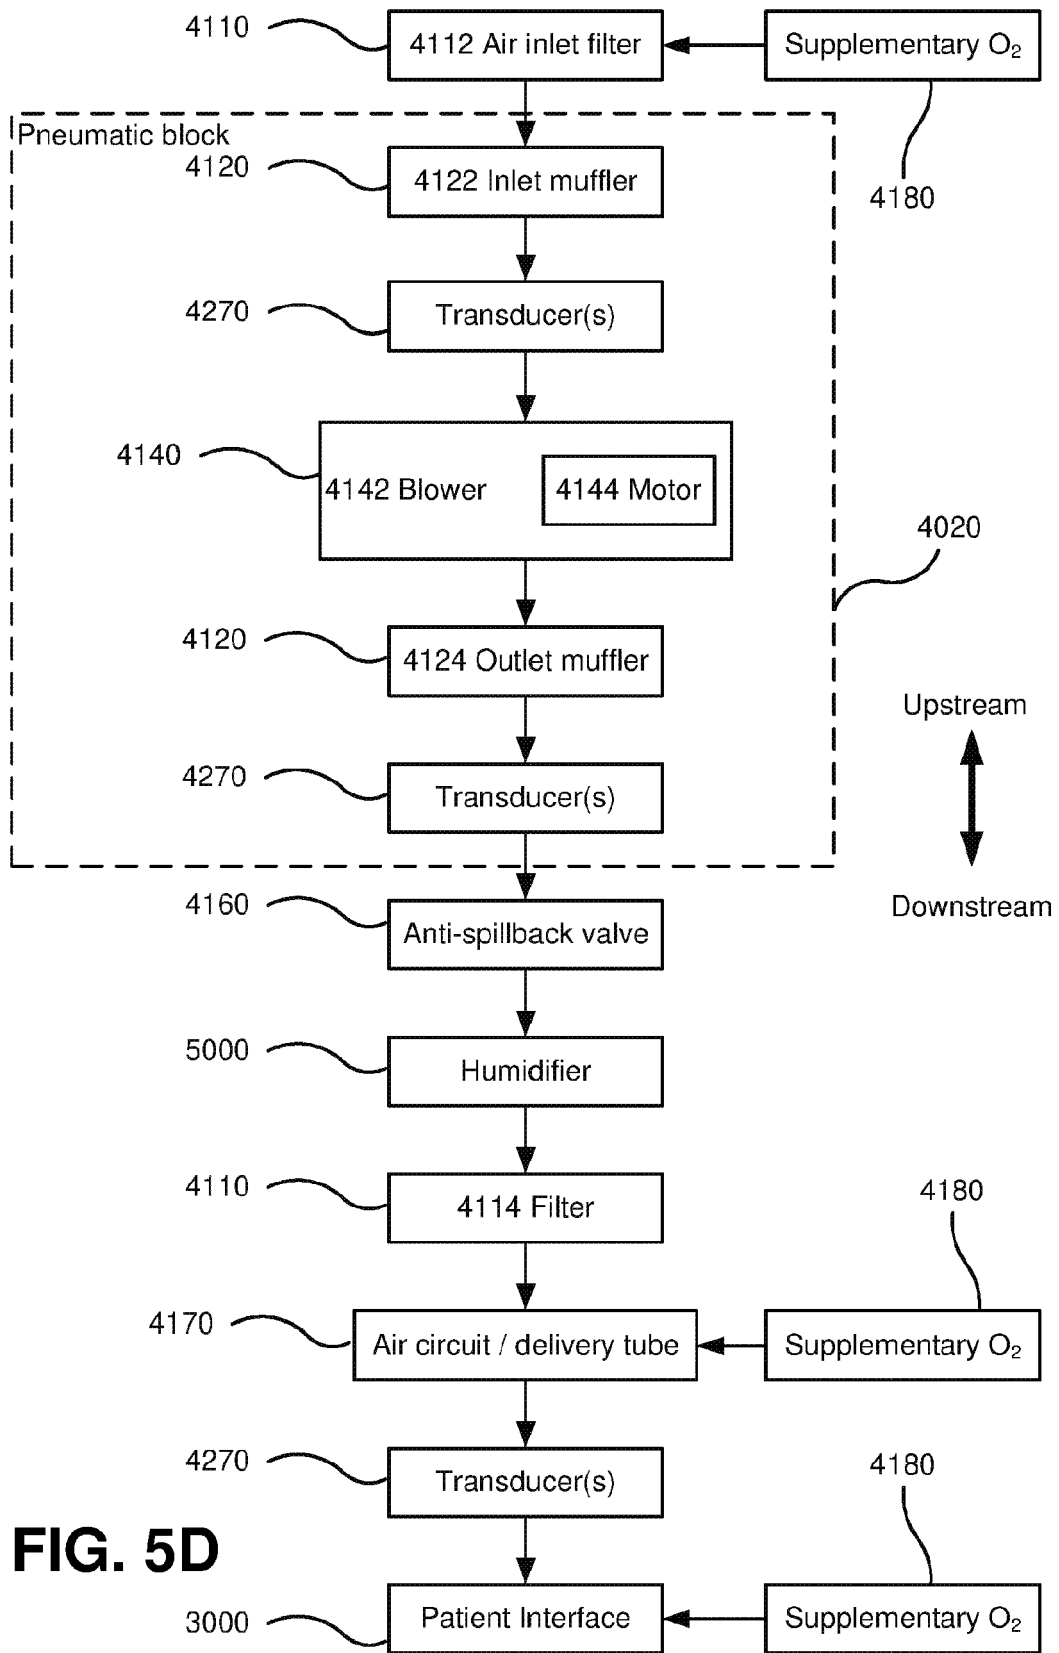 4110
4112 Air inlet filter
Supplementary O₂
Pneumatic block
4120
4122 Inlet muffler
4180
4270
Transducer(s)
4140
4142 Blower
4144 Motor
4020
4120
4124 Outlet muffler
Upstream
4270
Transducer(s)
4160
Anti-spillback valve
Downstream
5000
Humidifier
4110
4114 Filter
4180
4170
Air circuit / delivery tube
Supplementary O₂
4270
Transducer(s)
4180
FIG. 5D
3000
Patient Interface
Supplementary O₂